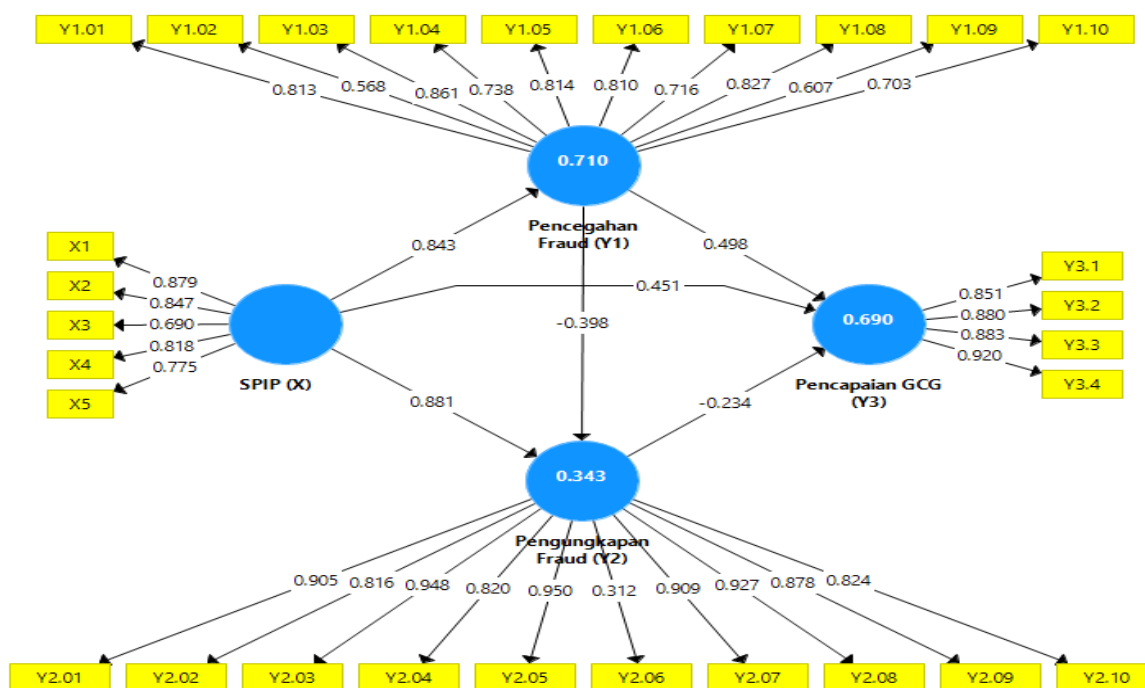 Y1.01 Y1.02 Y1.03 Y1.04 Y1.05 Y1.06 Y1.07 Y1.08 Y1.09 Y1.10
0.813 0.568 0.861 0.738 0.814 0.810 0.716 0.827 0.607 0.703
0.710
Pencegahan
Fraud (Y1)
X1
X2
X3
X4
X5
0.879
0.847
0.690
0.818
0.775
SPIP (X)
0.843
0.498
0.451
-0.398
0.881
-0.234
0.690
Pencapaian GCG
(Y3)
0.851
0.880
0.883
0.920
Y3.1
Y3.2
Y3.3
Y3.4
0.343
Pengungkapan
Fraud (Y2)
0.905 0.816 0.948 0.820 0.950 0.312 0.909 0.927 0.878 0.824
Y2.01 Y2.02 Y2.03 Y2.04 Y2.05 Y2.06 Y2.07 Y2.08 Y2.09 Y2.10